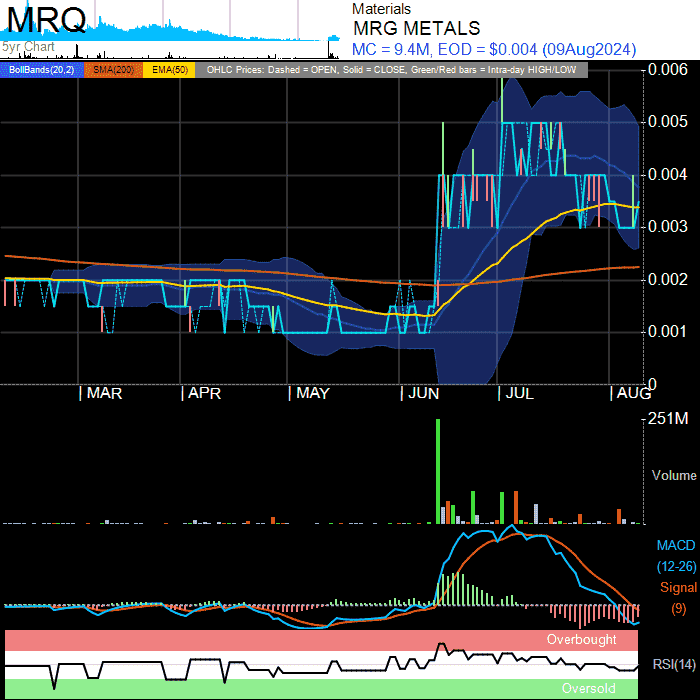 MRQ
5yr Chart
Materials
MRG METALS
MC = 9.4M, EOD = $0.004 (09Aug2024)
BollBands(20,2) SMA(200) EMA(50) OHLC Prices: Dashed = OPEN, Solid = CLOSE, Green/Red bars = Intra-day HIGH/LOW
0.006
0.005
0.004
0.003
0.002
0.001
0
MAR APR MAY JUN JUL AUG
251M
Volume
MACD
(12-26)
Signal
(9)
Overbought
RSI(14)
Oversold